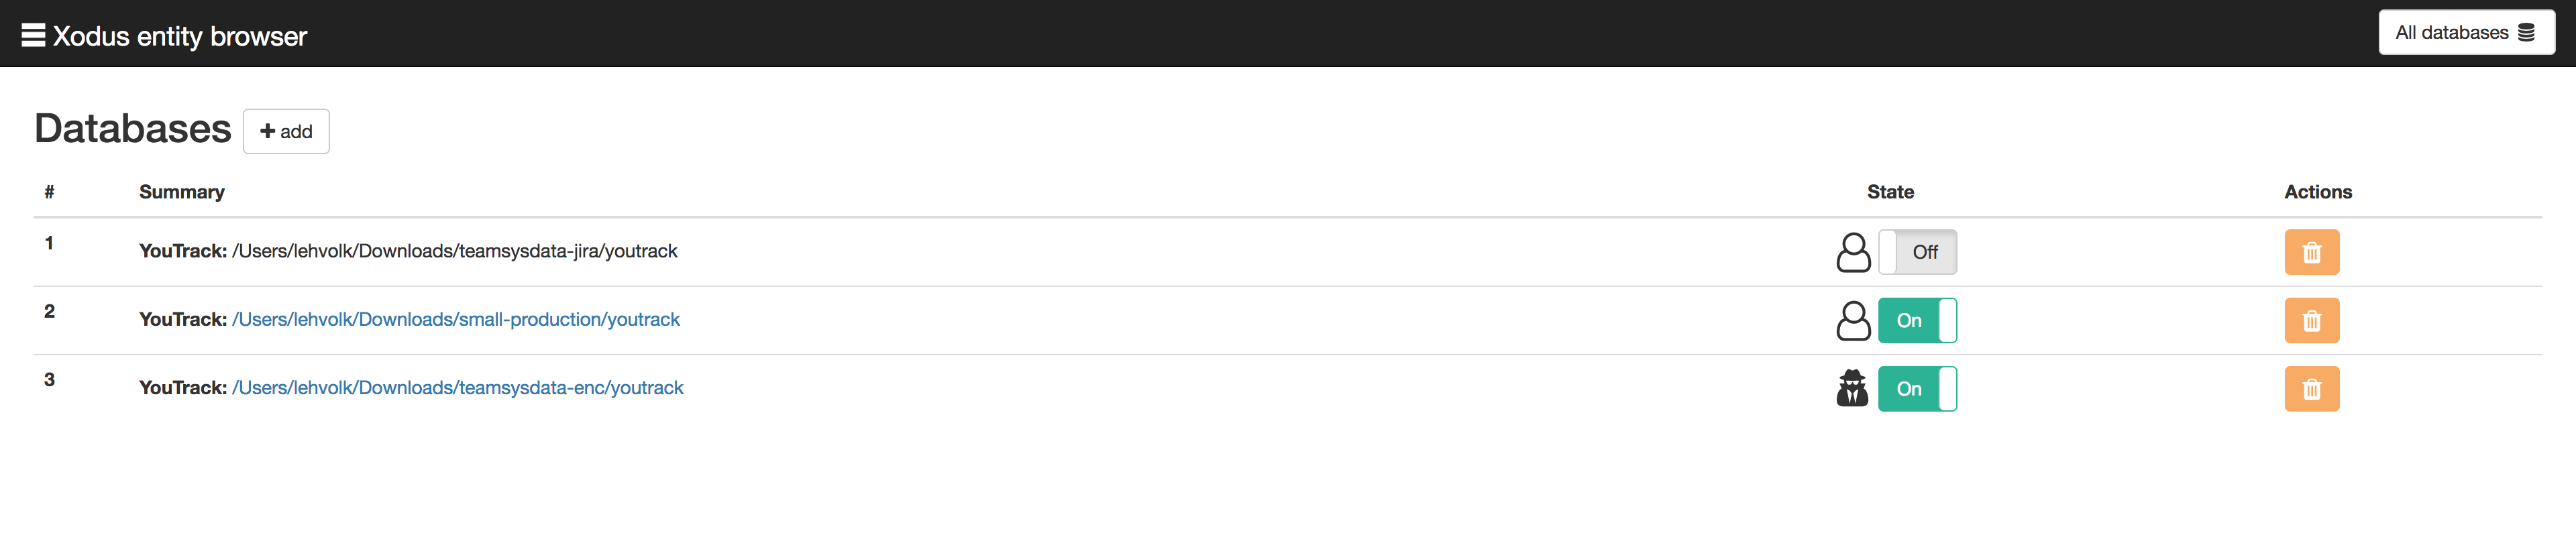 Xodus entity browser All databases
Databases + add
# Summary State Actions
1 YouTrack: /Users/lehvolk/Downloads/teamsysdata-jira/youtrack Off
2 YouTrack: /Users/lehvolk/Downloads/small-production/youtrack On
3 YouTrack: /Users/lehvolk/Downloads/teamsysdata-enc/youtrack On